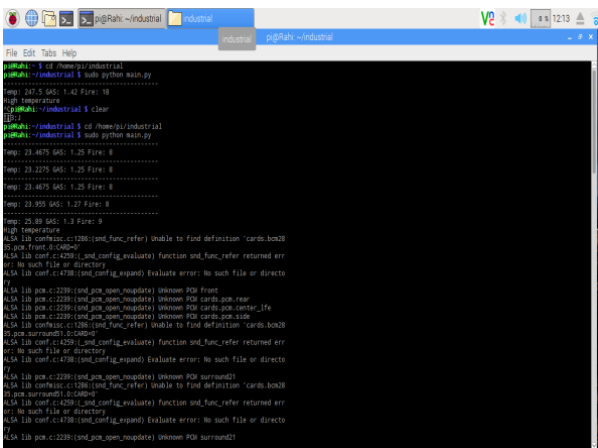 pi@Rahi: ~/industrial
industrial
12:13
industrial
pi@Rahi: ~/industrial
File Edit Tabs Help
pi@Rahi:~ $ cd /home/pi/industrial
pi@Rahi:~/industrial $ sudo python main.py
----------------------------------------
Temp: 247.5 GAS: 1.42 Fire: 18
High temperature
^Cpi@Rahi:~/industrial $ clear
pi@Rahi:~ $ cd /home/pi/industrial
pi@Rahi:~/industrial $ sudo python main.py
----------------------------------------
Temp: 23.4675 GAS: 1.25 Fire: 8
----------------------------------------
Temp: 23.2275 GAS: 1.25 Fire: 8
----------------------------------------
Temp: 23.4675 GAS: 1.25 Fire: 8
----------------------------------------
Temp: 23.955 GAS: 1.27 Fire: 8
----------------------------------------
Temp: 25.89 GAS: 1.3 Fire: 9
High temperature
ALSA lib confmisc.c:1286:(snd_func_refer) Unable to find definition 'cards.bcm28
35.pcm.front.0:CARD=0'
ALSA lib conf.c:4259:(_snd_config_evaluate) function snd_func_refer returned err
or: No such file or directory
ALSA lib conf.c:4738:(snd_config_expand) Evaluate error: No such file or directo
ry
ALSA lib pcm.c:2239:(snd_pcm_open_noupdate) Unknown PCM front
ALSA lib pcm.c:2239:(snd_pcm_open_noupdate) Unknown PCM cards.pcm.rear
ALSA lib pcm.c:2239:(snd_pcm_open_noupdate) Unknown PCM cards.pcm.center_lfe
ALSA lib pcm.c:2239:(snd_pcm_open_noupdate) Unknown PCM cards.pcm.side
ALSA lib confmisc.c:1286:(snd_func_refer) Unable to find definition 'cards.bcm28
35.pcm.surround51.0:CARD=0'
ALSA lib conf.c:4259:(_snd_config_evaluate) function snd_func_refer returned err
or: No such file or directory
ALSA lib conf.c:4738:(snd_config_expand) Evaluate error: No such file or directo
ry
ALSA lib pcm.c:2239:(snd_pcm_open_noupdate) Unknown PCM surround21
ALSA lib confmisc.c:1286:(snd_func_refer) Unable to find definition 'cards.bcm28
35.pcm.surround51.0:CARD=0'
ALSA lib conf.c:4259:(_snd_config_evaluate) function snd_func_refer returned err
or: No such file or directory
ALSA lib conf.c:4738:(snd_config_expand) Evaluate error: No such file or directo
ry
ALSA lib pcm.c:2239:(snd_pcm_open_noupdate) Unknown PCM surround21